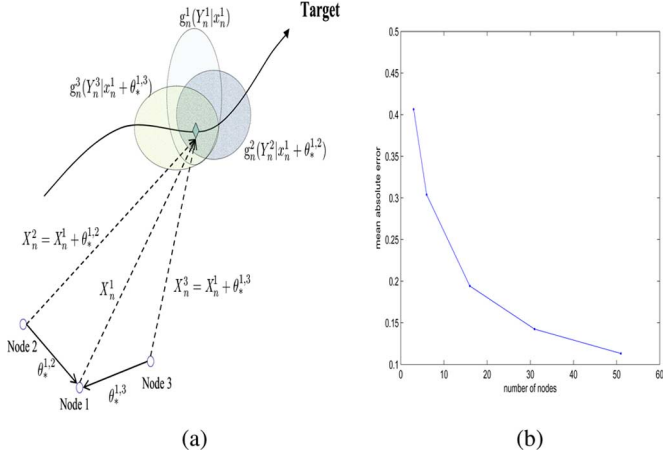 Target
g_n^1(Y_n^1|x_n^1)
g_n^3(Y_n^3|x_n^1 + θ_*^{1,3})
g_n^2(Y_n^2|x_n^1 + θ_*^{1,2})
X_n^2 = X_n^1 + θ_*^{1,2}
X_n^1
X_n^3 = X_n^1 + θ_*^{1,3}
Node 2
θ_*^{1,2}
Node 1
θ_*^{1,3}
Node 3
(a)
mean absolute error
0.5
0.45
0.4
0.35
0.3
0.25
0.2
0.15
0.1
0 10 20 30 40 50 60
number of nodes
(b)